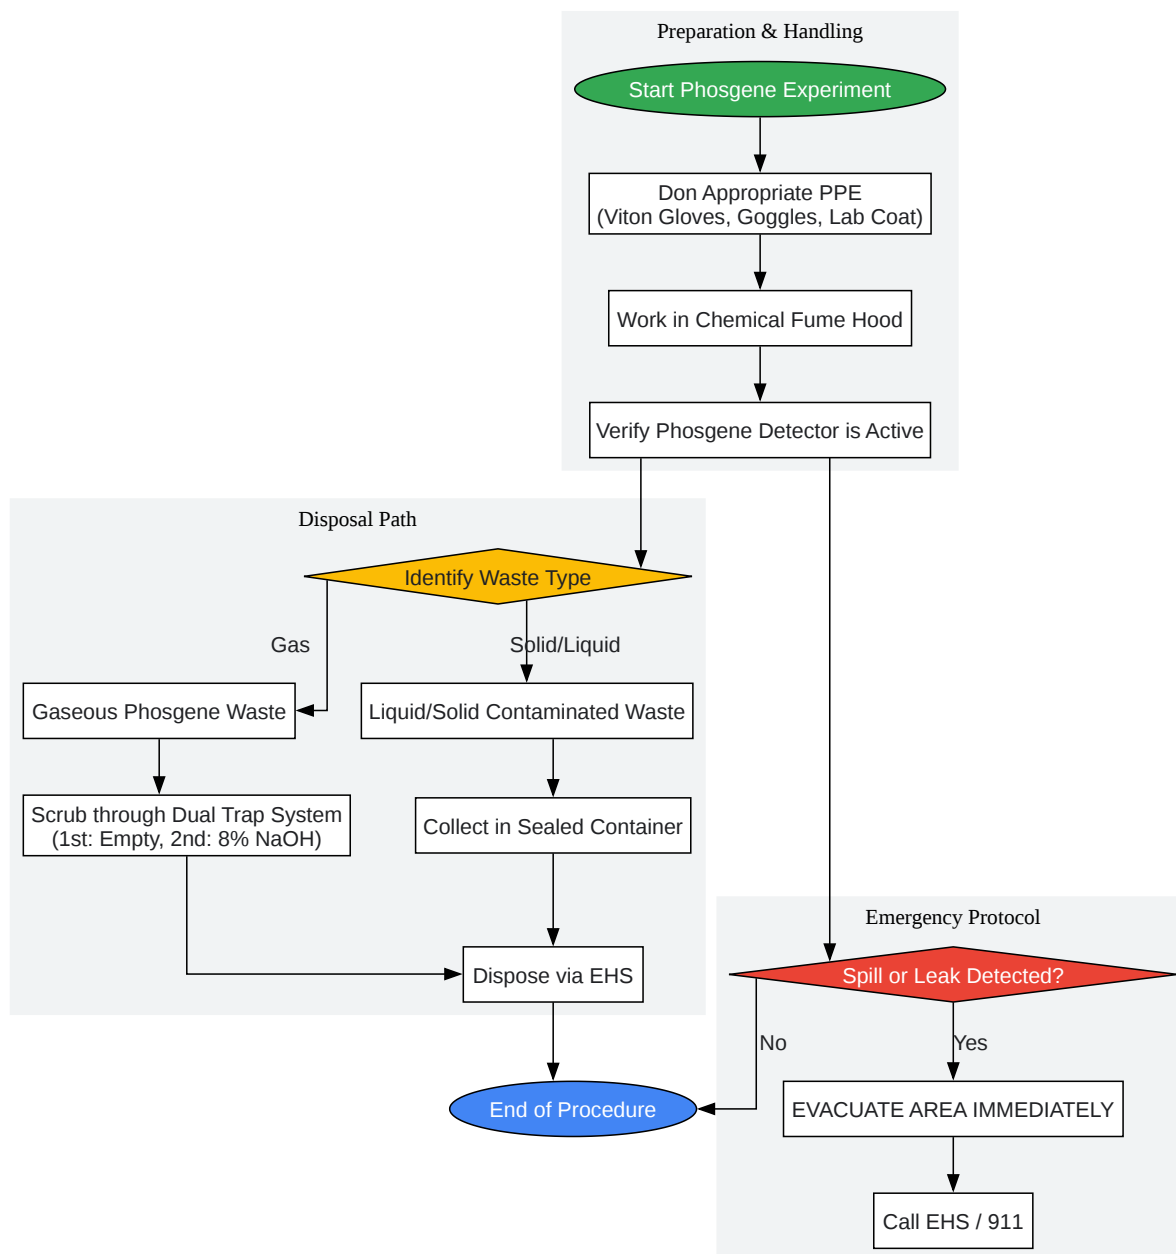 Preparation & Handling
Start Phosgene Experiment
Don Appropriate PPE
(Viton Gloves, Goggles, Lab Coat)
Work in Chemical Fume Hood
Verify Phosgene Detector is Active
Disposal Path
Identify Waste Type
Gas
Solid/Liquid
Gaseous Phosgene Waste
Liquid/Solid Contaminated Waste
Scrub through Dual Trap System
(1st: Empty, 2nd: 8% NaOH)
Collect in Sealed Container
Dispose via EHS
Emergency Protocol
Spill or Leak Detected?
No
Yes
End of Procedure
EVACUATE AREA IMMEDIATELY
Call EHS / 911